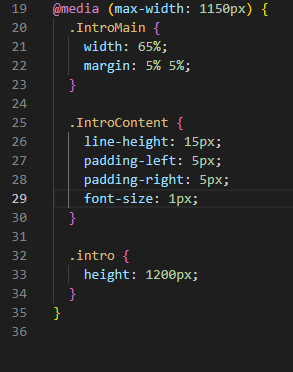 19 @media (max-width: 1150px) {
20 .IntroMain {
21 width: 65%;
22 margin: 5% 5%;
23 }
24
25 .IntroContent {
26 line-height: 15px;
27 padding-left: 5px;
28 padding-right: 5px;
29 font-size: 1px;
30 }
31
32 .intro {
33 height: 1200px;
34 }
35 }
36